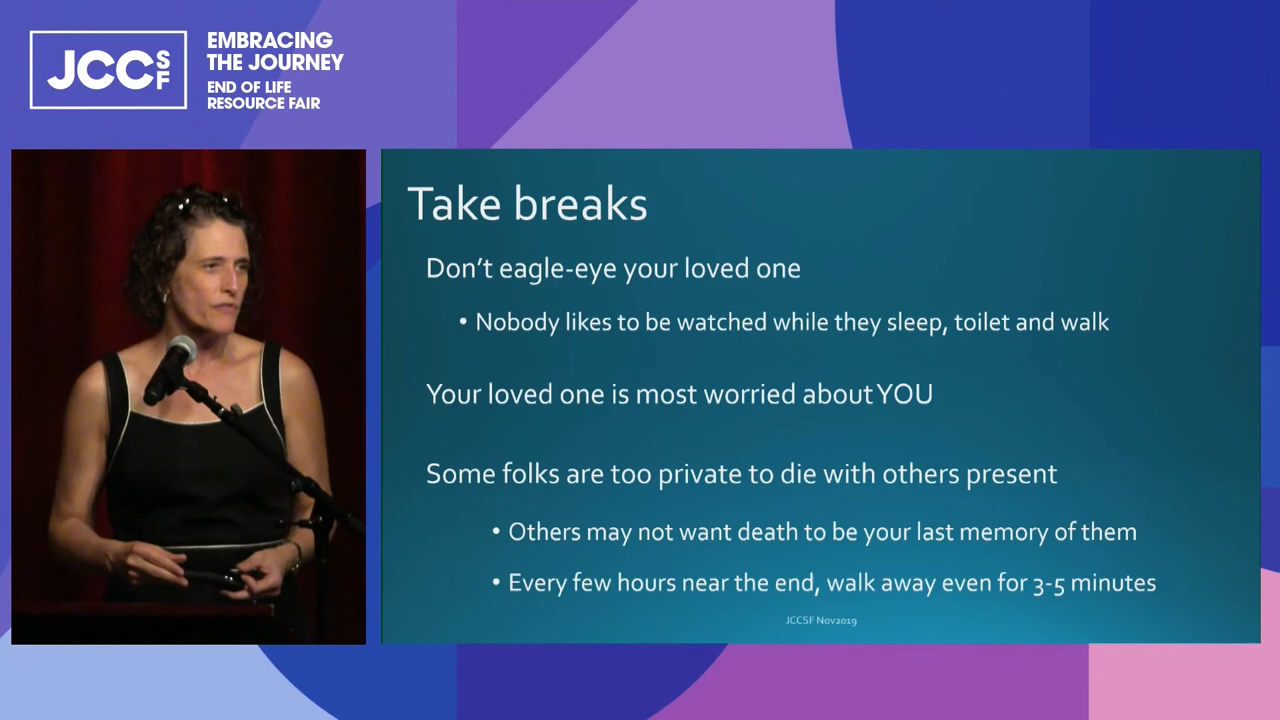 JCCSF
EMBRACING
THE JOURNEY
END OF LIFE
RESOURCE FAIR
Take breaks
Don’t eagle-eye your loved one
• Nobody likes to be watched while they sleep, toilet and walk
Your loved one is most worried about YOU
Some folks are too private to die with others present
• Others may not want death to be your last memory of them
• Every few hours near the end, walk away even for 3-5 minutes
JCCSF Nov2019